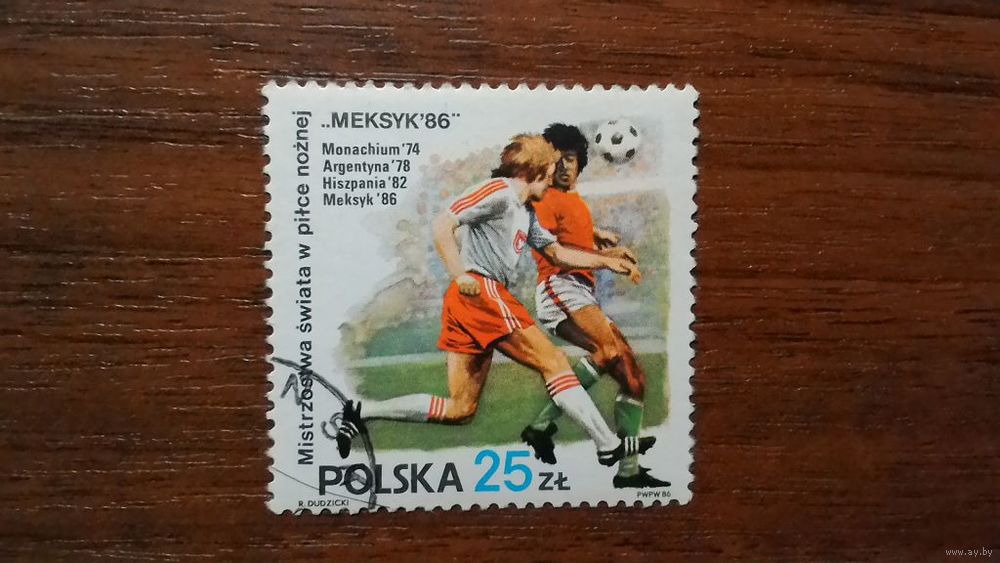 „MEKSYK'86"
Monachium'74
Argentyna'78
Hiszpania'82
Meksyk '86
Mistrzostwa świata w piłce nożnej
POLSKA 25 ZŁ
R. DUDZICKI
PWPW 86
www.ay.by